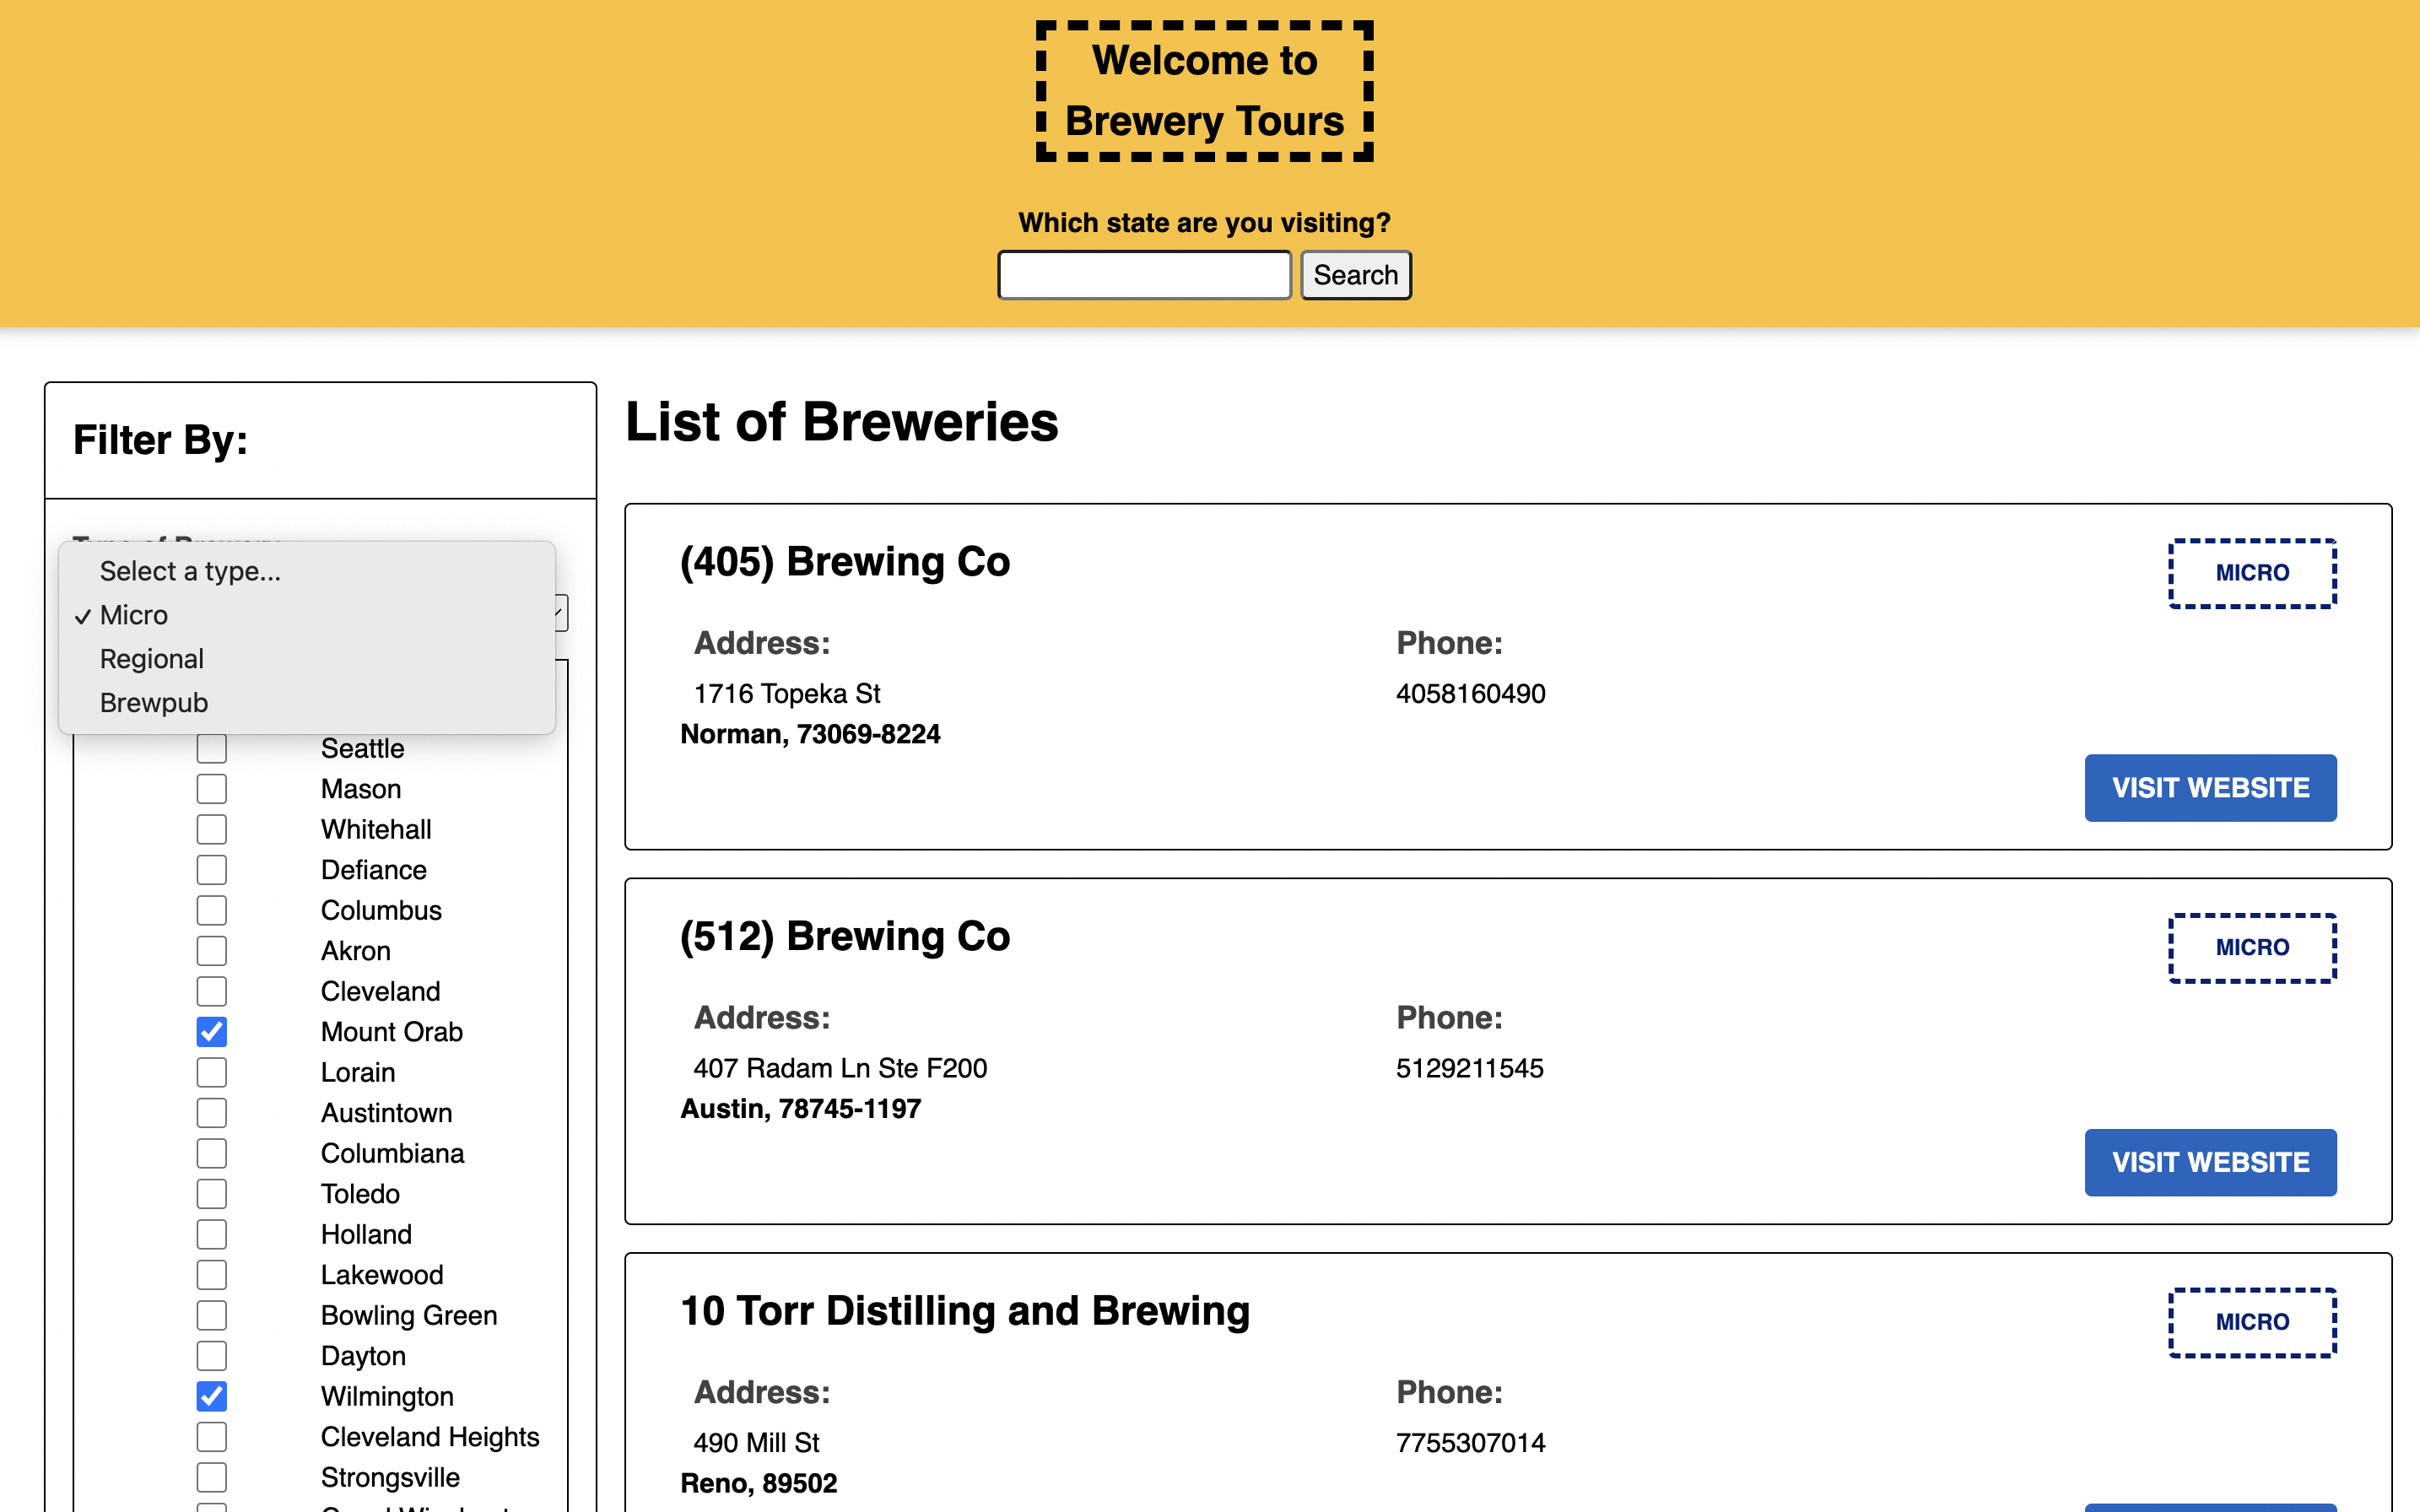 Welcome to
Brewery Tours
Which state are you visiting?
Search
Filter By:
Type of Brewery
Select a type...
✓ Micro
Regional
Brewpub
Seattle
Mason
Whitehall
Defiance
Columbus
Akron
Cleveland
Mount Orab
Lorain
Austintown
Columbiana
Toledo
Holland
Lakewood
Bowling Green
Dayton
Wilmington
Cleveland Heights
Strongsville
List of Breweries
(405) Brewing Co
MICRO
Address:
Phone:
1716 Topeka St
4058160490
Norman, 73069-8224
VISIT WEBSITE
(512) Brewing Co
MICRO
Address:
Phone:
407 Radam Ln Ste F200
5129211545
Austin, 78745-1197
VISIT WEBSITE
10 Torr Distilling and Brewing
MICRO
Address:
Phone:
490 Mill St
7755307014
Reno, 89502